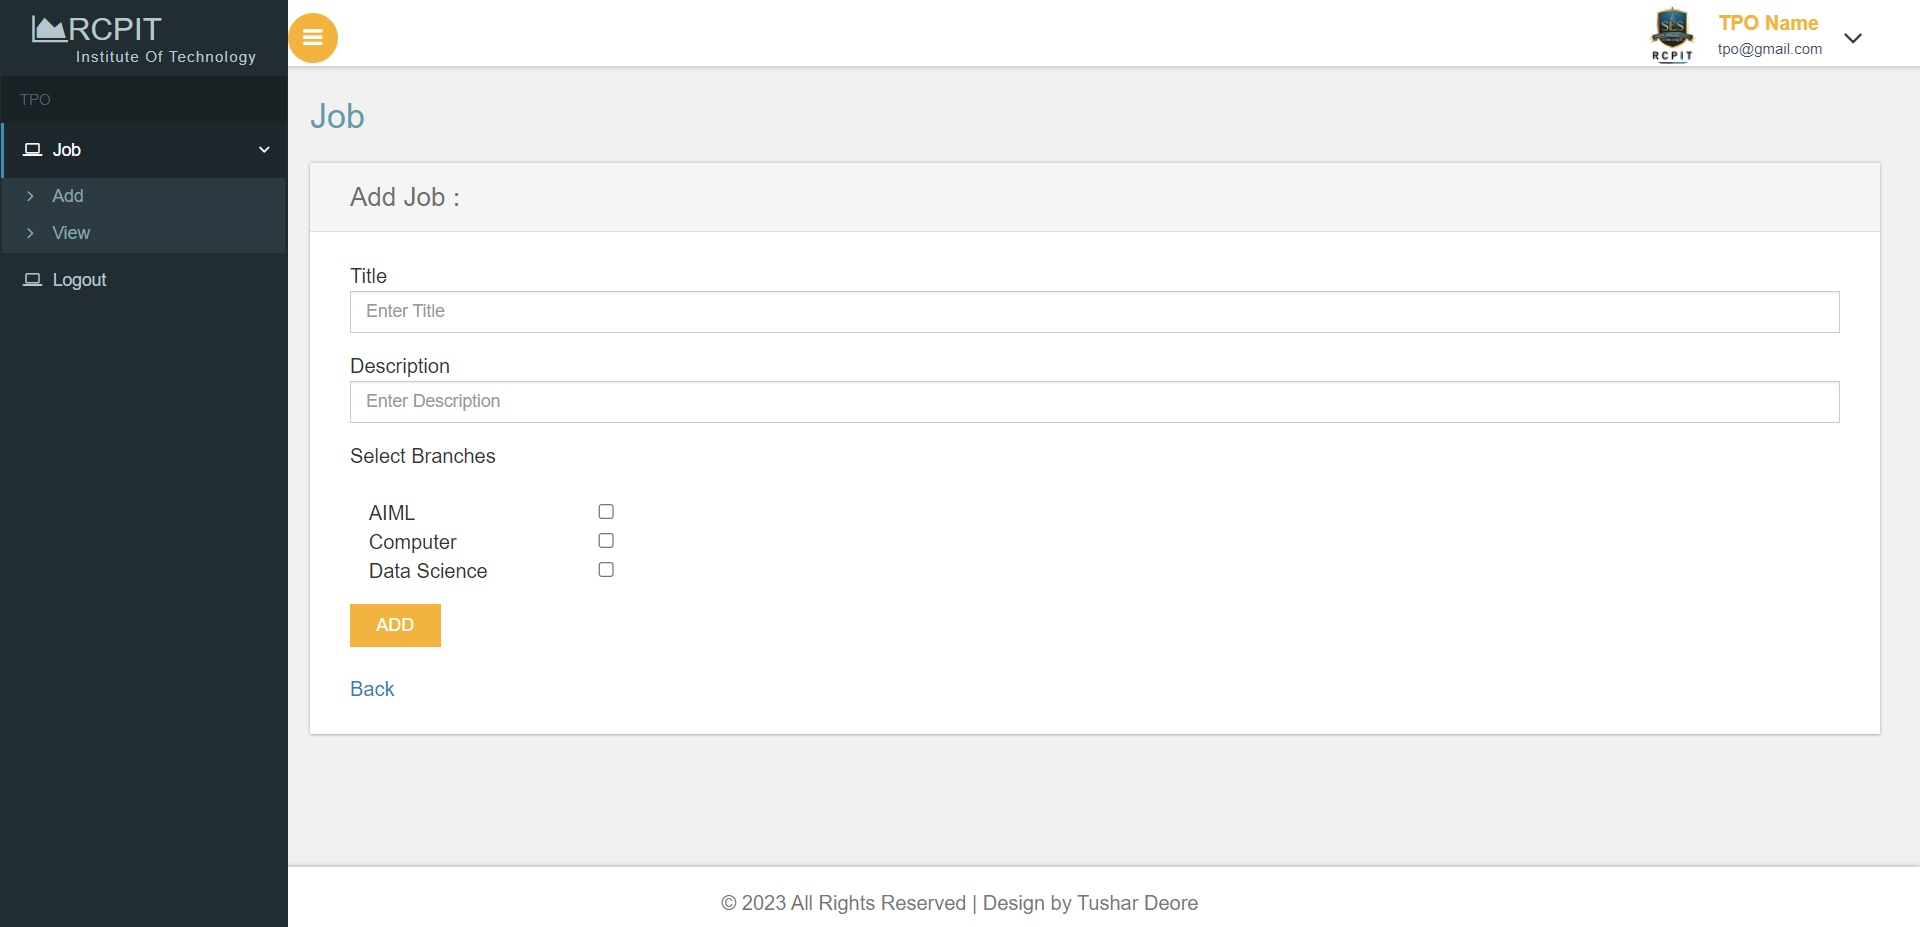 RCPIT
Institute Of Technology
SES
RCPIT
TPO Name
tpo@gmail.com
TPO
Job
Add
View
Logout
Job
Add Job :
Title
Enter Title
Description
Enter Description
Select Branches
AIML
Computer
Data Science
ADD
Back
© 2023 All Rights Reserved | Design by Tushar Deore